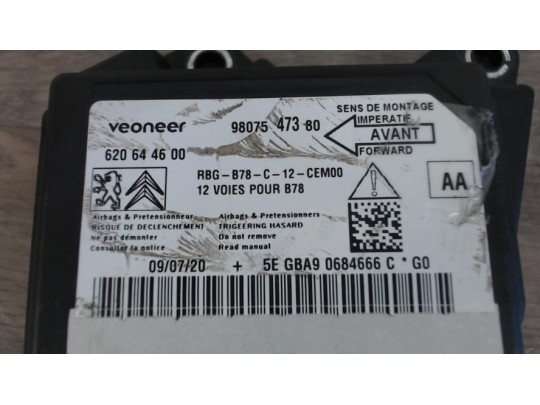 veoneer
98075 473 80
SENS DE MONTAGE
IMPERATIF
AVANT
FORWARD
620 64 46 00
RBG-B78-C-12-CEM00
12 VOIES POUR B78
AA
Airbags & Pretensionneur
RISQUE DE DECLENCHEMENT
Ne pas démonter
Consulter la notice
Airbags & Pretensioners
TRIGEERING HASARD
Do not remove
Read manual
09/07/20 + 5E GBA9 0684666 C * G0